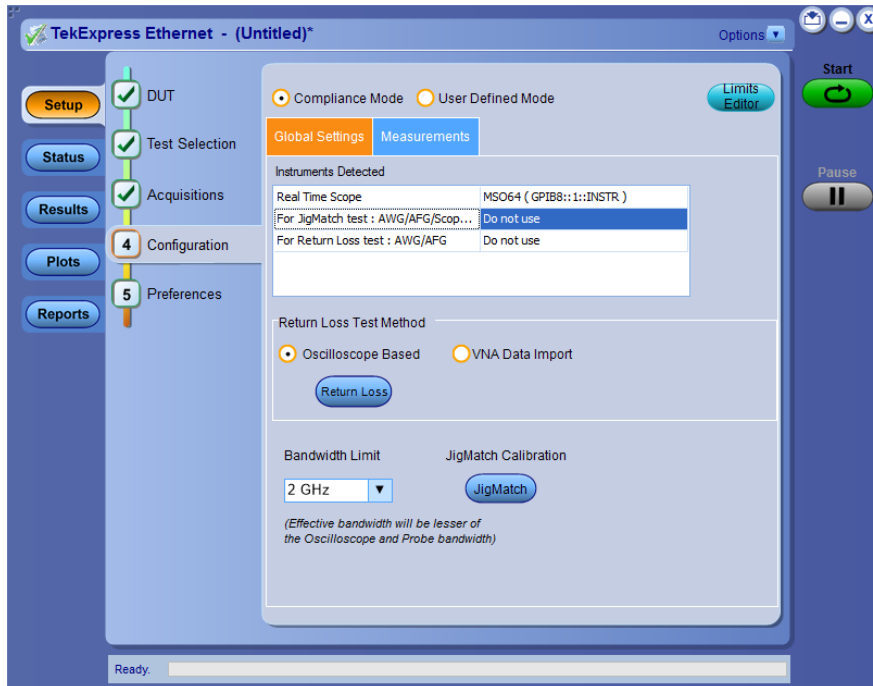 TekExpress Ethernet - (Untitled)*
Options
Start
Pause
Setup
Status
Results
Plots
Reports
DUT
Test Selection
Acquisitions
4 Configuration
5 Preferences
Compliance Mode
User Defined Mode
Limits
Editor
Global Settings
Measurements
Instruments Detected
Real Time Scope MSO64 ( GPIB8::1::INSTR )
For JigMatch test : AWG/AFG/Scop... Do not use
For Return Loss test : AWG/AFG Do not use
Return Loss Test Method
Oscilloscope Based
VNA Data Import
Return Loss
Bandwidth Limit
JigMatch Calibration
2 GHz
JigMatch
(Effective bandwidth will be lesser of
the Oscilloscope and Probe bandwidth)
Ready.